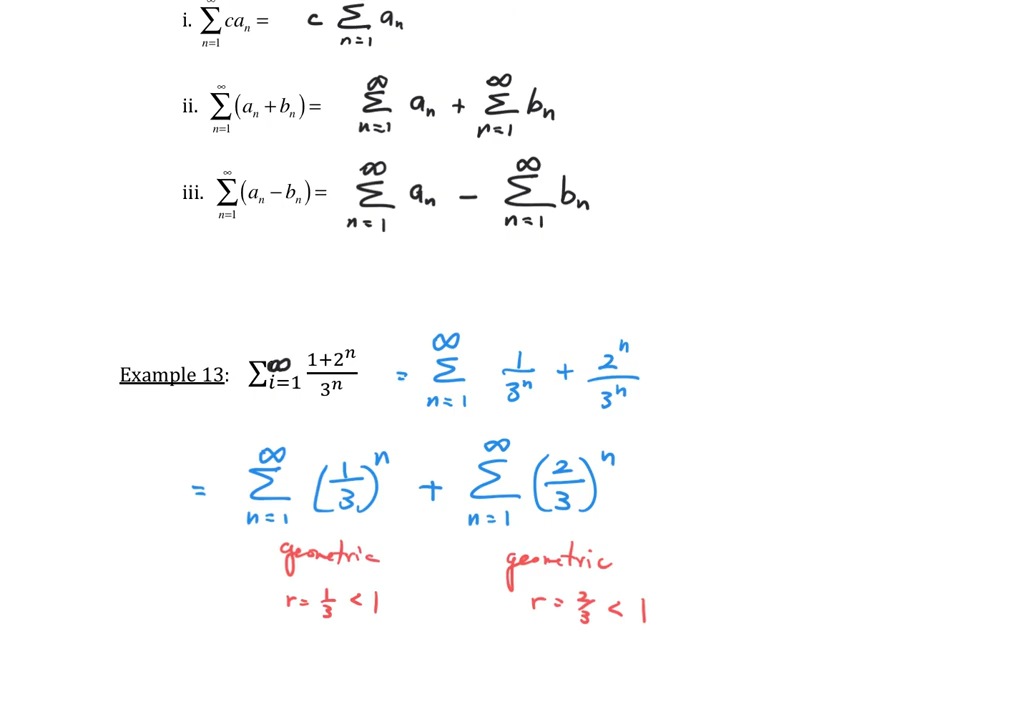 i. ∞∑n=1 ca_n = c ∑n=1 a_n
ii. ∞∑n=1 (a_n + b_n) = ∞∑n=1 a_n + ∞∑n=1 b_n
iii. ∞∑n=1 (a_n − b_n) = ∞∑n=1 a_n − ∞∑n=1 b_n
Example 13: ∑∞i=1 1+2^n/3^n = ∞∑n=1 1/3^n + 2^n/3^n
= ∞∑n=1 (1/3)^n + ∞∑n=1 (2/3)^n
geometric geometric
r = 1/3 < 1 r = 2/3 < 1